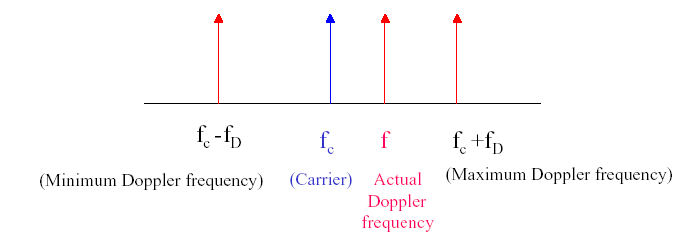 fc -fD
fc
f
fc +fD
(Minimum Doppler frequency)
(Carrier)
Actual
Doppler
frequency
(Maximum Doppler frequency)